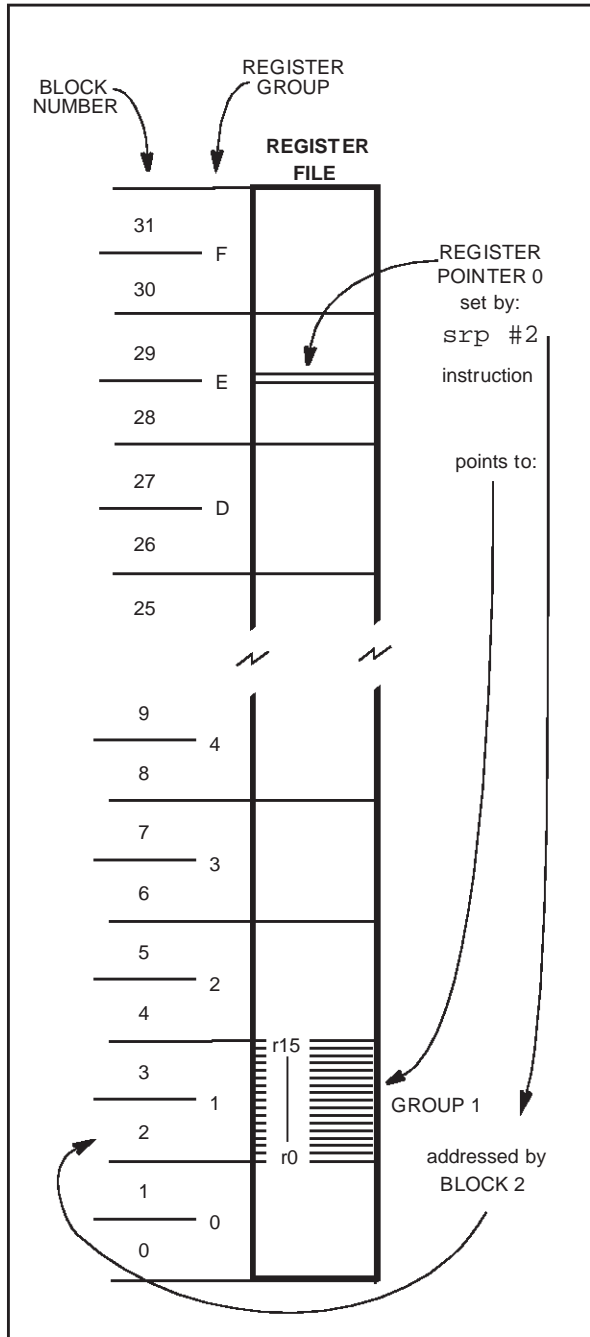 BLOCK
NUMBER
REGISTER
GROUP
REGISTER
FILE
31
F
30
29
E
28
27
D
26
25
9
4
8
7
3
6
5
2
4
3
1
2
1
0
0
r15
r0
REGISTER
POINTER 0
set by:
srp #2
instruction
points to:
GROUP 1
addressed by
BLOCK 2